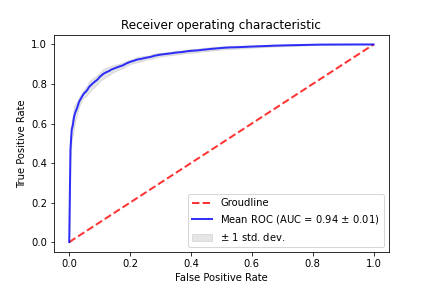 Receiver operating characteristic
True Positive Rate
1.0
0.8
0.6
0.4
0.2
0.0
Groudline
Mean ROC (AUC = 0.94 ± 0.01)
± 1 std. dev.
0.0 0.2 0.4 0.6 0.8 1.0
False Positive Rate